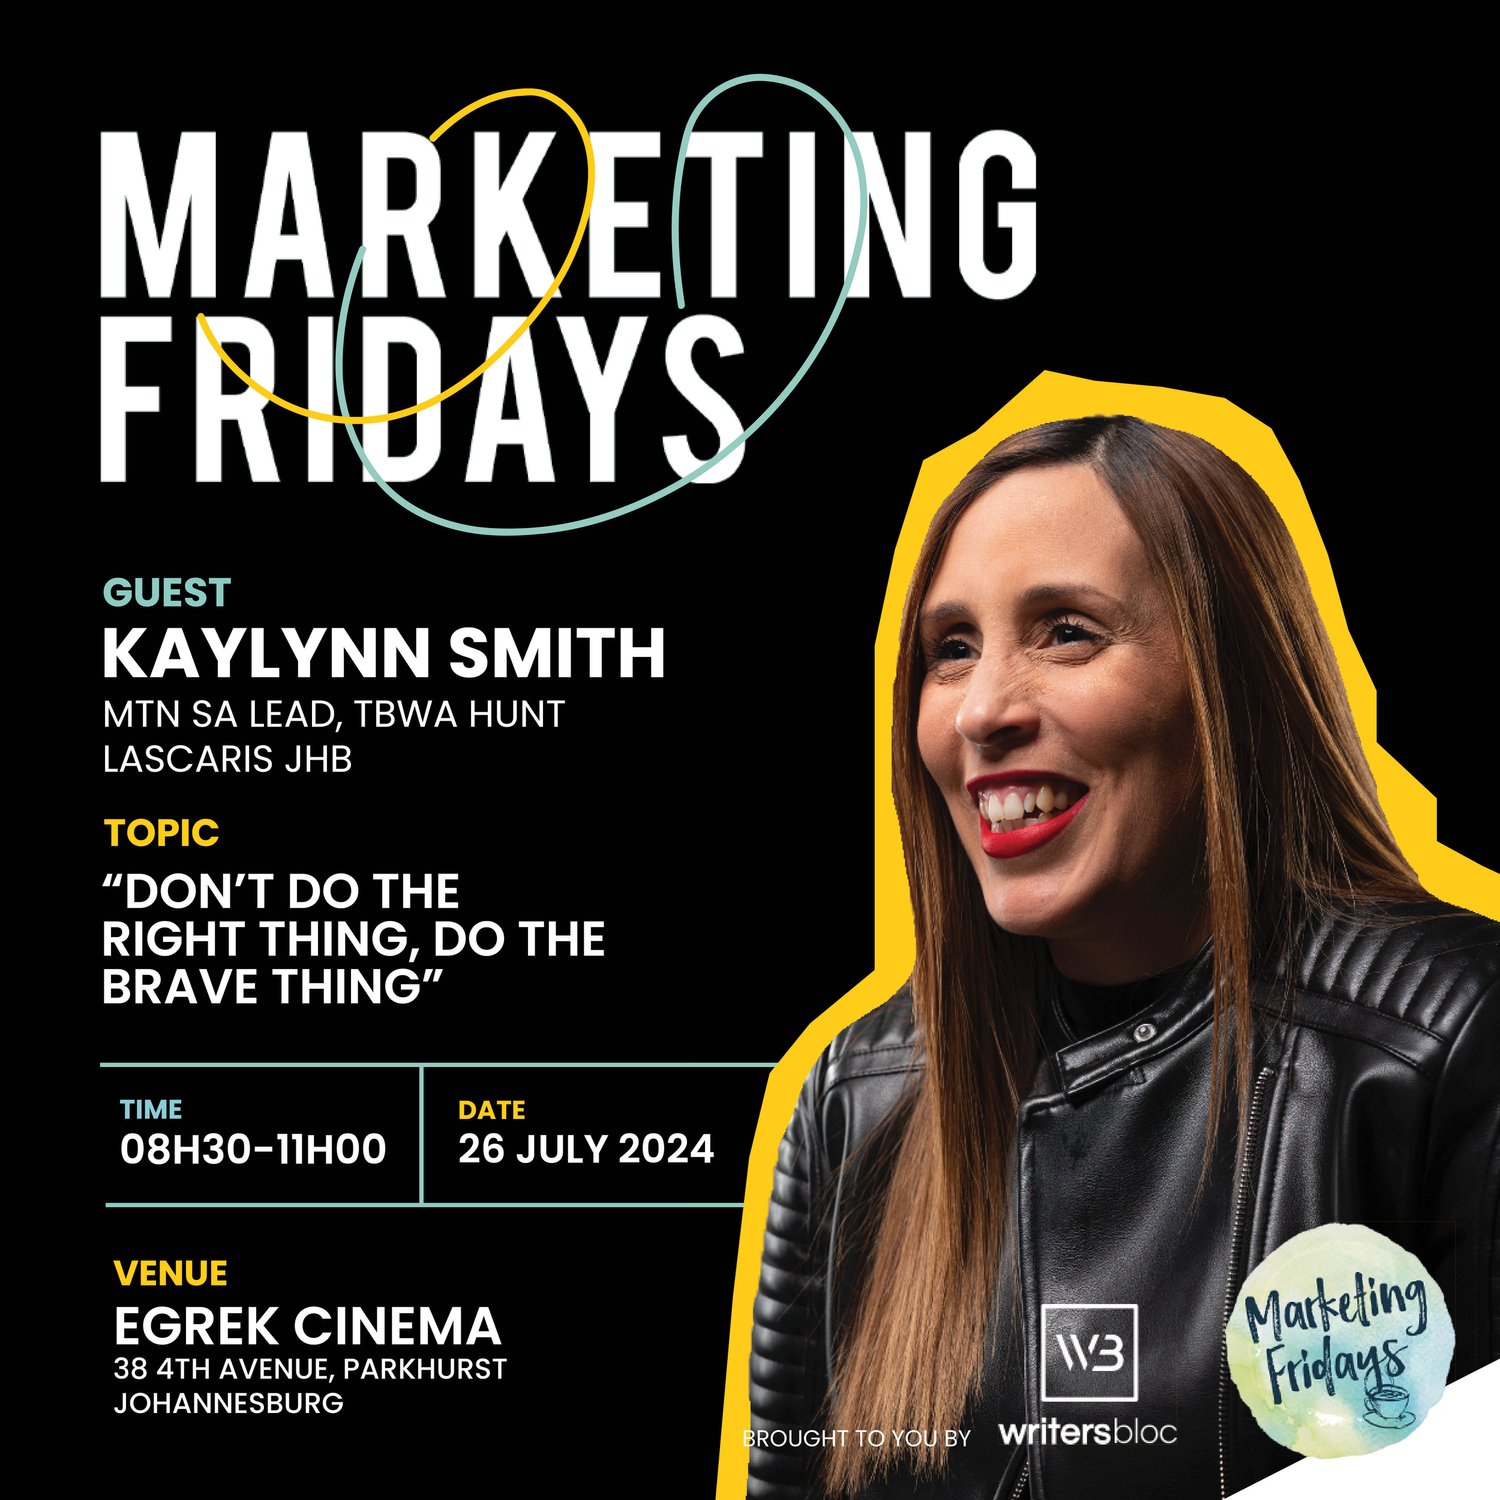 MARKETING
FRIDAYS
GUEST
KAYLYNN SMITH
MTN SA LEAD, TBWA HUNT
LASCARIS JHB
TOPIC
“DON’T DO THE
RIGHT THING, DO THE
BRAVE THING”
TIME
08H30-11H00
DATE
26 JULY 2024
VENUE
EGREK CINEMA
38 4TH AVENUE, PARKHURST
JOHANNESBURG
BROUGHT TO YOU BY
WB
writersbloc
Marketing
Fridays